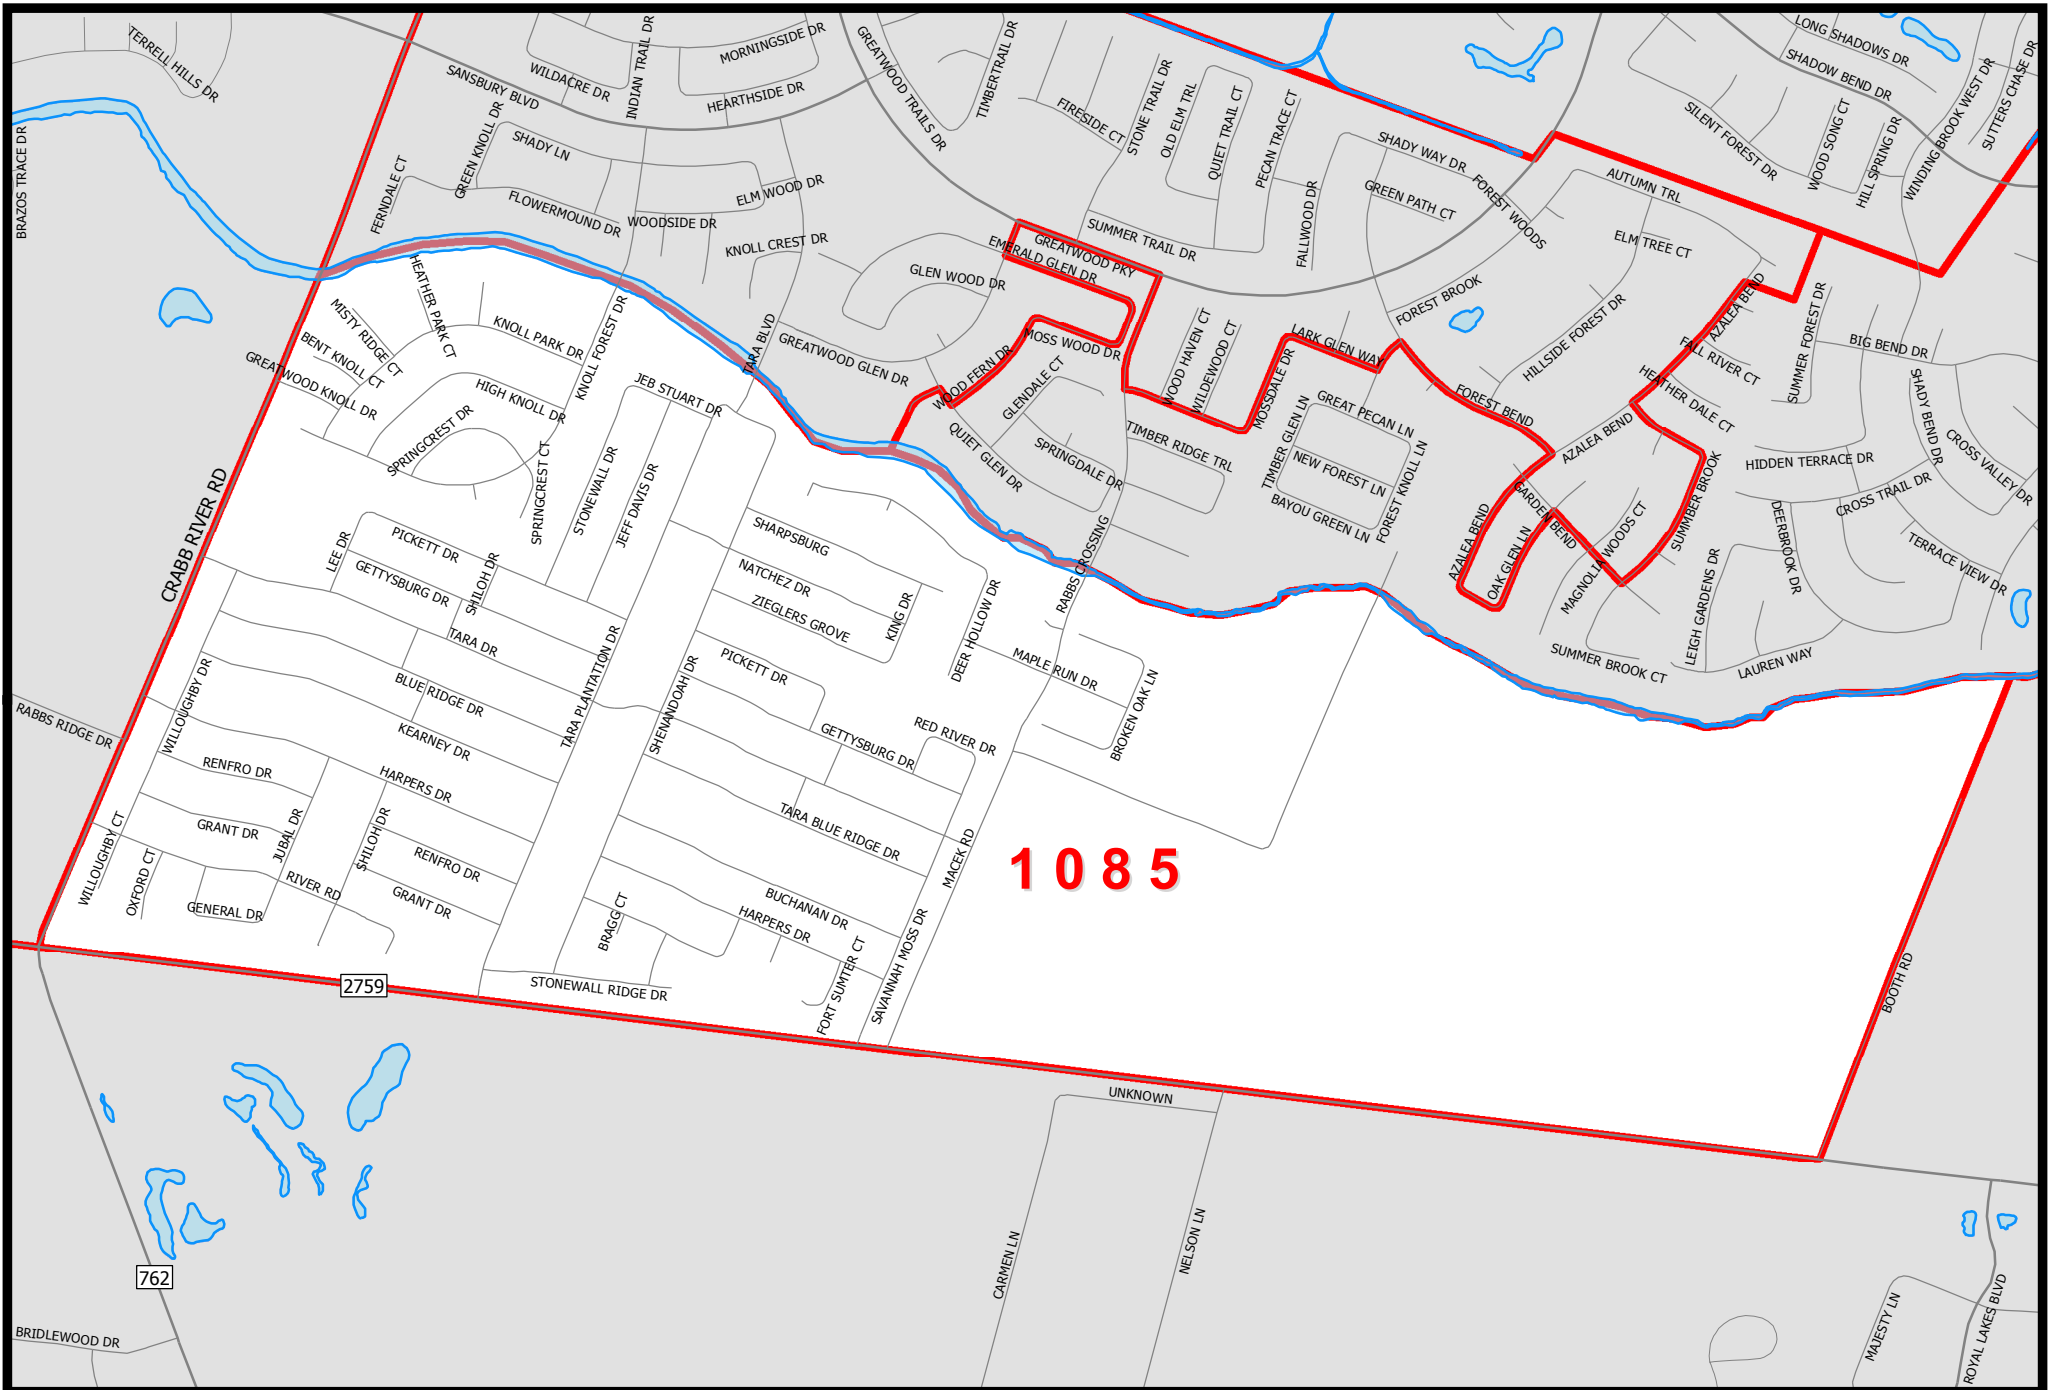 TERRELL HILLS DR
BRAZOS TRACE DR
SANSBURY BLVD
WILDACRE DR
INDIAN TRAIL DR
MORNINGSIDE DR
HEARTHSIDE DR
GREATWOOD TRAILS DR
TIMBERTRAIL DR
FIRESIDE CT
STONE TRAIL DR
OLD ELM TRL
QUIET TRAIL CT
PECAN TRACE CT
SHADY WAY DR
GREEN PATH CT
FOREST WOODS
FALLWOOD DR
LONG SHADOWS DR
SHADOW BEND DR
SILENT FOREST DR
WOOD SONG CT
HILL SPRING DR
WINDING BROOK WEST DR
SUTTERS CHASE DR
AUTUMN TRL
ELM TREE CT
FERNDALE CT
GREEN KNOLL DR
SHADY LN
FLOWERMOUND DR
WOODSIDE DR
ELM WOOD DR
KNOLL CREST DR
GLEN WOOD DR
EMERALD GLEN DR
GREATWOOD PKY
SUMMER TRAIL DR
FOREST BROOK
HILLSIDE FOREST DR
AZALEA BEND
FALL RIVER CT
HEATHER DALE CT
SUMMER FOREST DR
BIG BEND DR
SHADY BEND DR
CROSS VALLEY DR
HIDDEN TERRACE DR
CROSS TRAIL DR
TERRACE VIEW DR
DEERBROOK DR
HEATHER PARK CT
MISTY RIDGE CT
BENT KNOLL CT
GREATWOOD KNOLL DR
KNOLL PARK DR
KNOLL FOREST DR
HIGH KNOLL DR
SPRINGCREST DR
SPRINGCREST CT
TARA BLVD
GREATWOOD GLEN DR
JEB STUART DR
WOOD FERN DR
MOSS WOOD DR
GLENDALE CT
QUIET GLEN DR
SPRINGDALE DR
WOOD HAVEN CT
WILDEWOOD CT
MOSSDALE DR
LARK GLEN WAY
TIMBER RIDGE TRL
TIMBER GLEN LN
GREAT PECAN LN
NEW FOREST LN
BAYOU GREEN LN
FOREST KNOLL LN
FOREST BEND
AZALEA BEND
AZALEA BEND
GARDEN BEND
OAK GLEN LN
MAGNOLIA WOODS CT
SUMMBER BROOK
SUMMER BROOK CT
LEIGH GARDENS DR
LAUREN WAY
CRABB RIVER RD
STONEWALL DR
JEFF DAVIS DR
PICKETT DR
LEE DR
GETTYSBURG DR
SHILOH DR
TARA DR
SHARPSBURG
NATCHEZ DR
ZIEGLERS GROVE
KING DR
DEER HOLLOW DR
RABBS CROSSING
MAPLE RUN DR
BROKEN OAK LN
PICKETT DR
GETTYSBURG DR
RED RIVER DR
TARA PLANTATION DR
SHENANDOAH DR
BLUE RIDGE DR
KEARNEY DR
HARPERS DR
WILLOUGHBY DR
RABBS RIDGE DR
RENFRO DR
GRANT DR
JUBAL DR
SHILOH DR
RENFRO DR
GRANT DR
WILLOUGHBY CT
OXFORD CT
GENERAL DR
RIVER RD
TARA BLUE RIDGE DR
MACEK RD
1085
BUCHANAN DR
HARPERS DR
BRAGG CT
FORT SUMTER CT
SAVANNAH MOSS DR
STONEWALL RIDGE DR
2759
BOOTH RD
UNKNOWN
CARMEN LN
NELSON LN
762
BRIDLEWOOD DR
MAJESTY LN
ROYAL LAKES BLVD